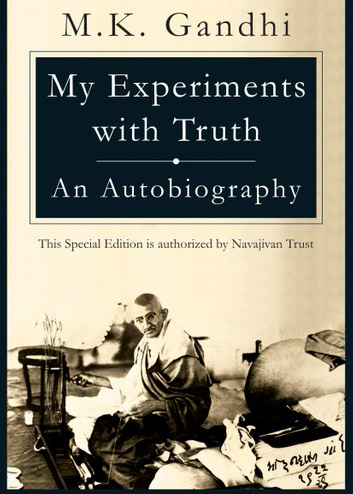 M.K. Gandhi
My Experiments
with Truth
An Autobiography
This Special Edition is authorized by Navajivan Trust